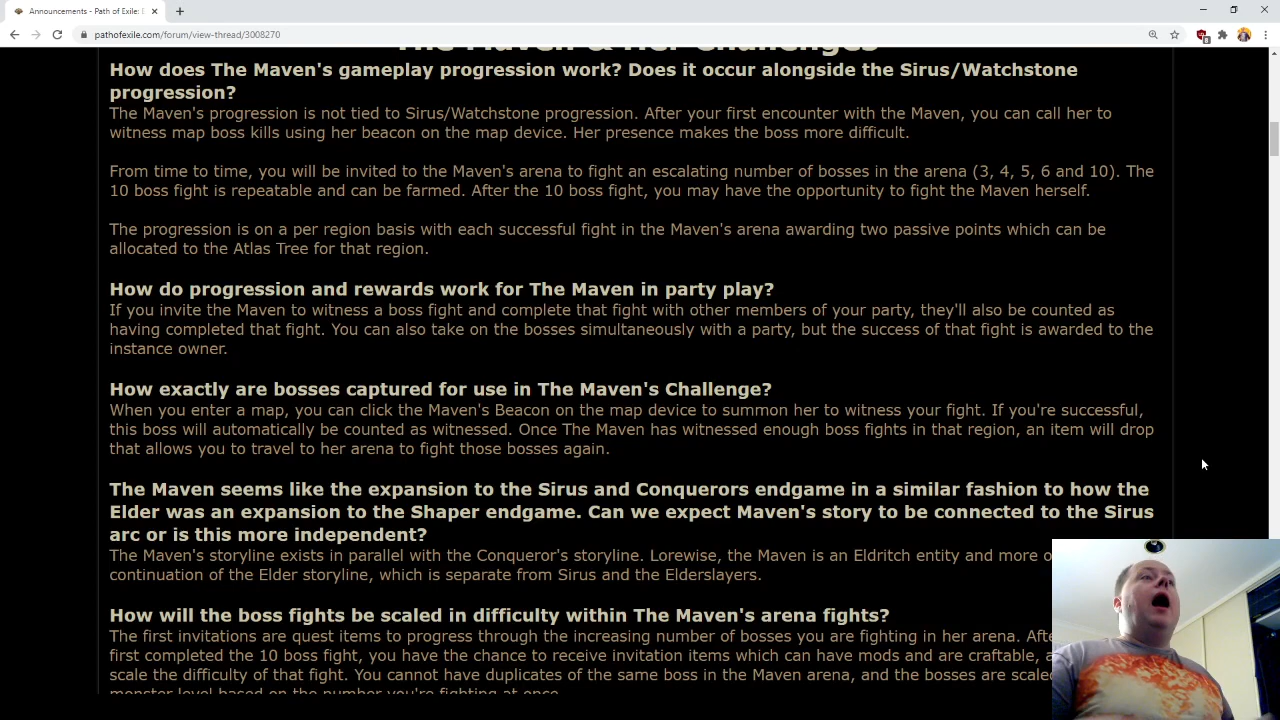 Announcements - Path of Exile: E
pathofexile.com/forum/view-thread/3008270
The Maven & Her Challenges
How does The Maven's gameplay progression work? Does it occur alongside the Sirus/Watchstone
progression?
The Maven's progression is not tied to Sirus/Watchstone progression. After your first encounter with the Maven, you can call her to
witness map boss kills using her beacon on the map device. Her presence makes the boss more difficult.
From time to time, you will be invited to the Maven's arena to fight an escalating number of bosses in the arena (3, 4, 5, 6 and 10). The
10 boss fight is repeatable and can be farmed. After the 10 boss fight, you may have the opportunity to fight the Maven herself.
The progression is on a per region basis with each successful fight in the Maven's arena awarding two passive points which can be
allocated to the Atlas Tree for that region.
How do progression and rewards work for The Maven in party play?
If you invite the Maven to witness a boss fight and complete that fight with other members of your party, they'll also be counted as
having completed that fight. You can also take on the bosses simultaneously with a party, but the success of that fight is awarded to the
instance owner.
How exactly are bosses captured for use in The Maven's Challenge?
When you enter a map, you can click the Maven's Beacon on the map device to summon her to witness your fight. If you're successful,
this boss will automatically be counted as witnessed. Once The Maven has witnessed enough boss fights in that region, an item will drop
that allows you to travel to her arena to fight those bosses again.
The Maven seems like the expansion to the Sirus and Conquerors endgame in a similar fashion to how the
Elder was an expansion to the Shaper endgame. Can we expect Maven's story to be connected to the Sirus
arc or is this more independent?
The Maven's storyline exists in parallel with the Conqueror's storyline. Lorewise, the Maven is an Eldritch entity and more o
continuation of the Elder storyline, which is separate from Sirus and the Elderslayers.
How will the boss fights be scaled in difficulty within The Maven's arena fights?
The first invitations are quest items to progress through the increasing number of bosses you are fighting in her arena. Afte
first completed the 10 boss fight, you have the chance to receive invitation items which can have mods and are craftable, a
scale the difficulty of that fight. You cannot have duplicates of the same boss in the Maven arena, and the bosses are scaled
monster level based on the number you're fighting at once.